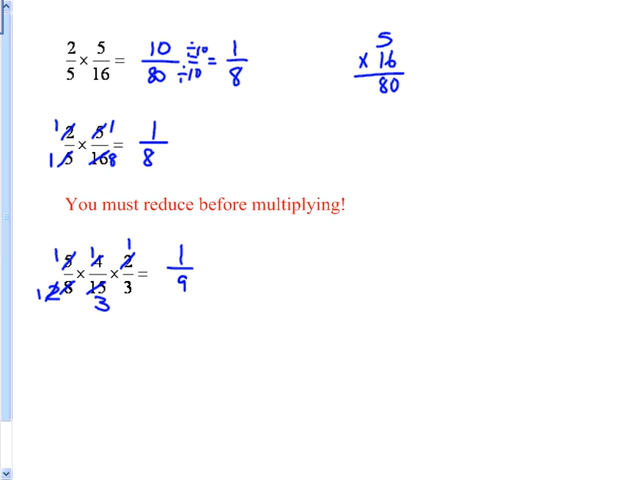 2/5 × 5/16 = 10/80 ÷10/÷10 = 1/8
5
× 16
80
1 2/5 1 × 5 1/16 8 = 1/8
You must reduce before multiplying!
1 5/8 2 1 × 1 4/15 3 × 1 2/3 = 1/9